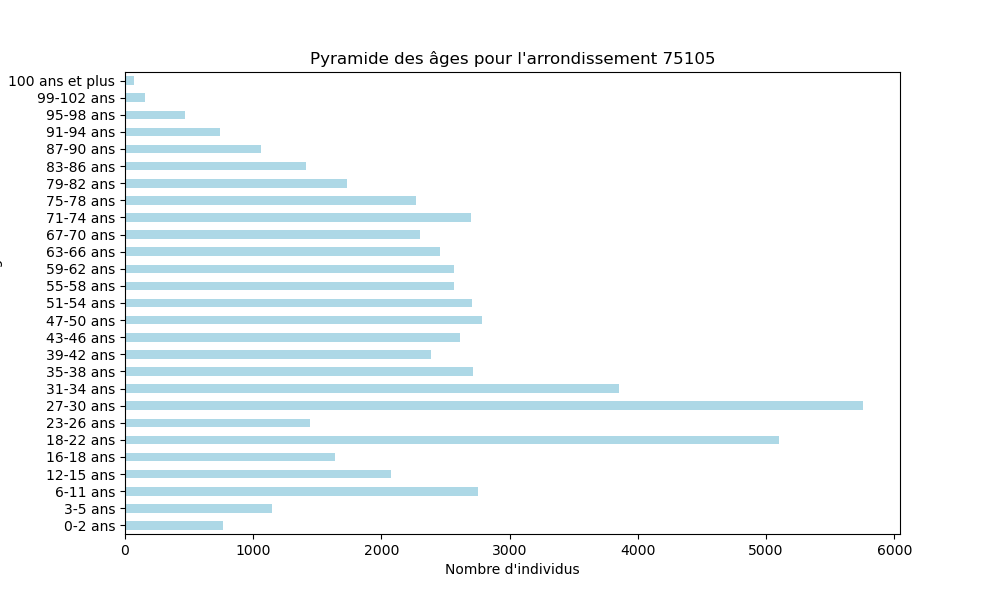 Pyramide des âges pour l'arrondissement 75105
100 ans et plus
99-102 ans
95-98 ans
91-94 ans
87-90 ans
83-86 ans
79-82 ans
75-78 ans
71-74 ans
67-70 ans
63-66 ans
59-62 ans
55-58 ans
51-54 ans
47-50 ans
43-46 ans
39-42 ans
35-38 ans
31-34 ans
27-30 ans
23-26 ans
18-22 ans
16-18 ans
12-15 ans
6-11 ans
3-5 ans
0-2 ans
0 1000 2000 3000 4000 5000 6000
Nombre d'individus